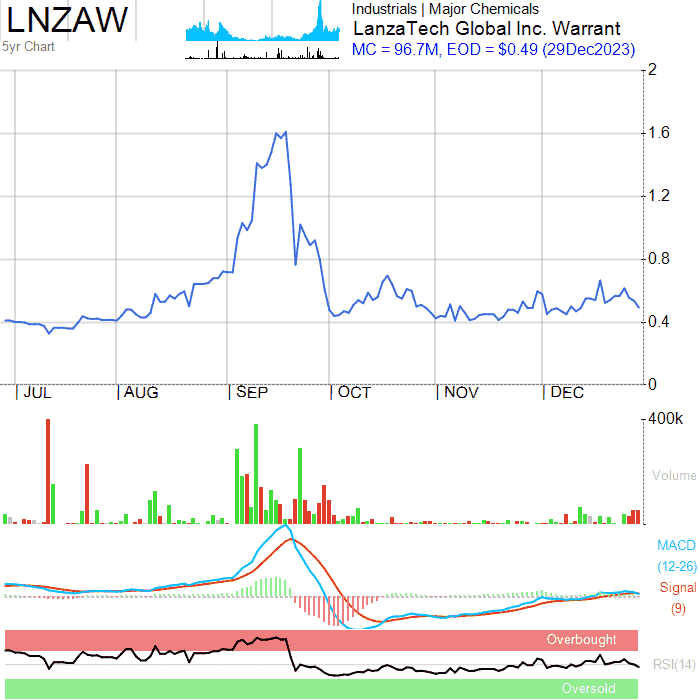 LNZAW
5yr Chart
Industrials | Major Chemicals
LanzaTech Global Inc. Warrant
MC = 96.7M, EOD = $0.49 (29Dec2023)
2
1.6
1.2
0.8
0.4
0
JUL AUG SEP OCT NOV DEC
400k
Volume
MACD
(12-26)
Signal
(9)
Overbought
RSI(14)
Oversold